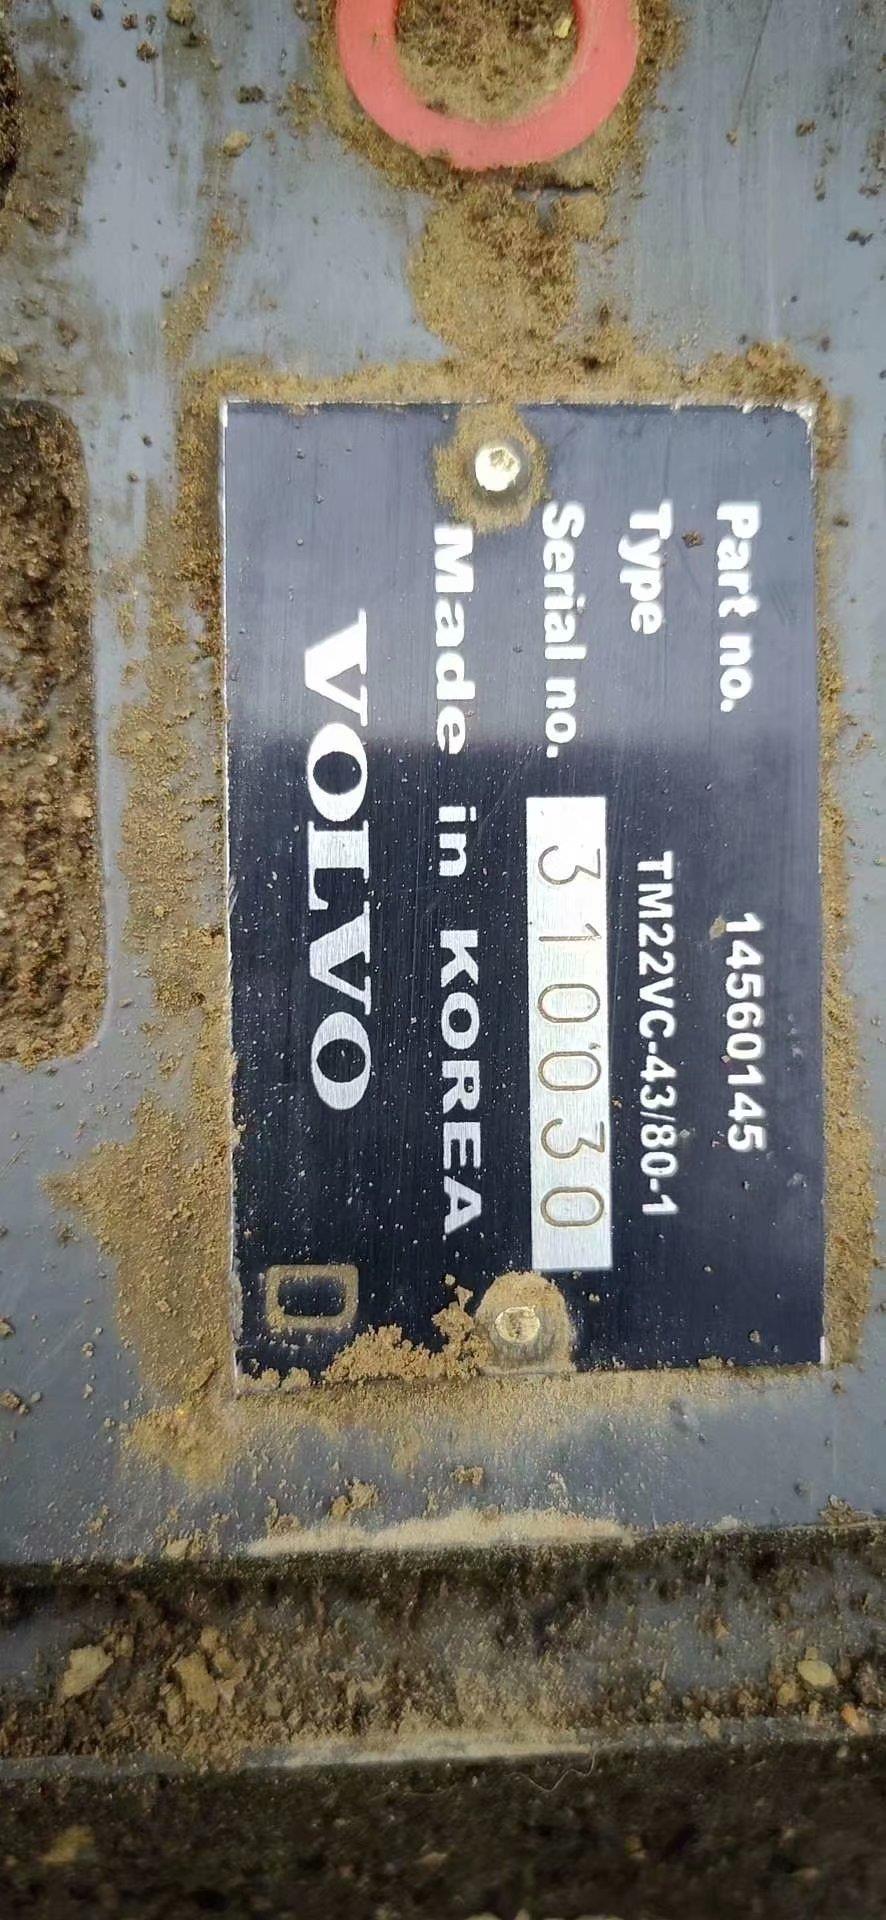 Part no. 14560145
Type TM22VC-43/80-1
Serial no. 310030
Made in KOREA
VOLVO D